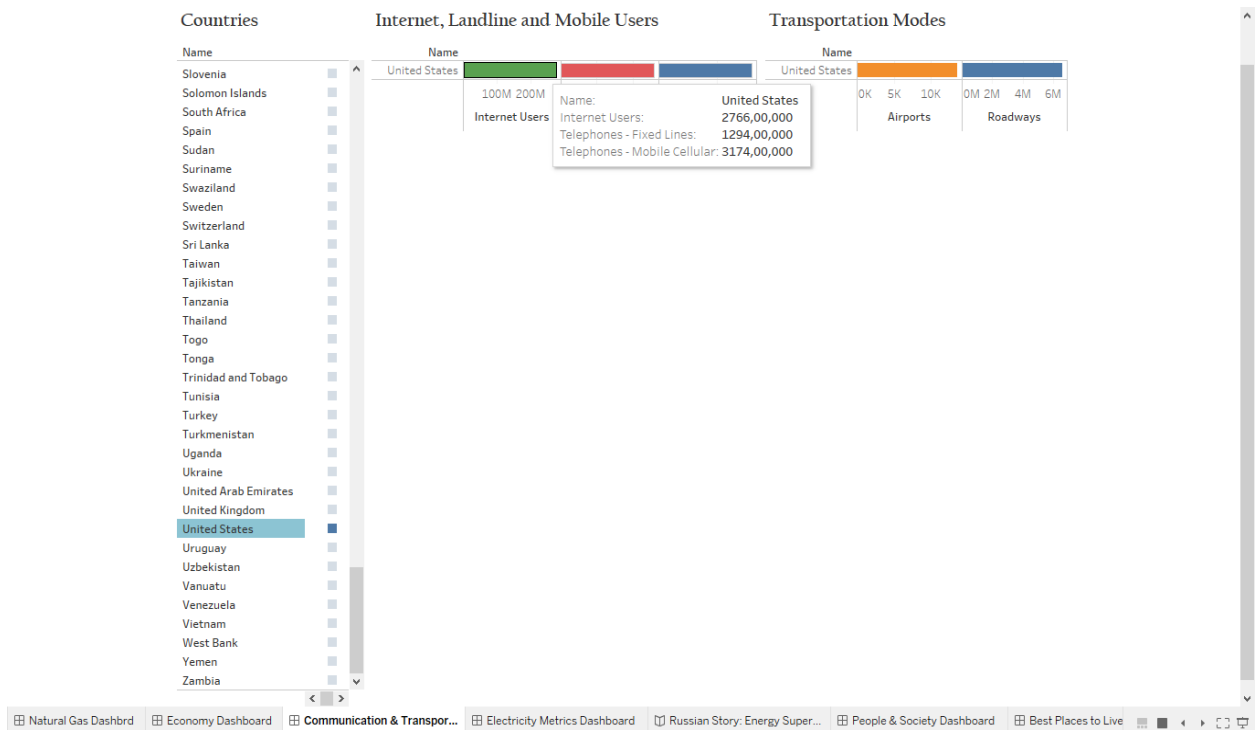 Countries
Internet, Landline and Mobile Users
Transportation Modes
Name
Name
Name
Slovenia
Solomon Islands
South Africa
Spain
Sudan
Suriname
Swaziland
Sweden
Switzerland
Sri Lanka
Taiwan
Tajikistan
Tanzania
Thailand
Togo
Tonga
Trinidad and Tobago
Tunisia
Turkey
Turkmenistan
Uganda
Ukraine
United Arab Emirates
United Kingdom
United States
Uruguay
Uzbekistan
Vanuatu
Venezuela
Vietnam
West Bank
Yemen
Zambia
United States
100M 200M
Internet Users
Name: United States
Internet Users: 2766,00,000
Telephones - Fixed Lines: 1294,00,000
Telephones - Mobile Cellular: 3174,00,000
United States
0K 5K 10K
0M 2M 4M 6M
Airports
Roadways
Natural Gas Dashbrd
Economy Dashboard
Communication & Transpor...
Electricity Metrics Dashboard
Russian Story: Energy Super...
People & Society Dashboard
Best Places to Live